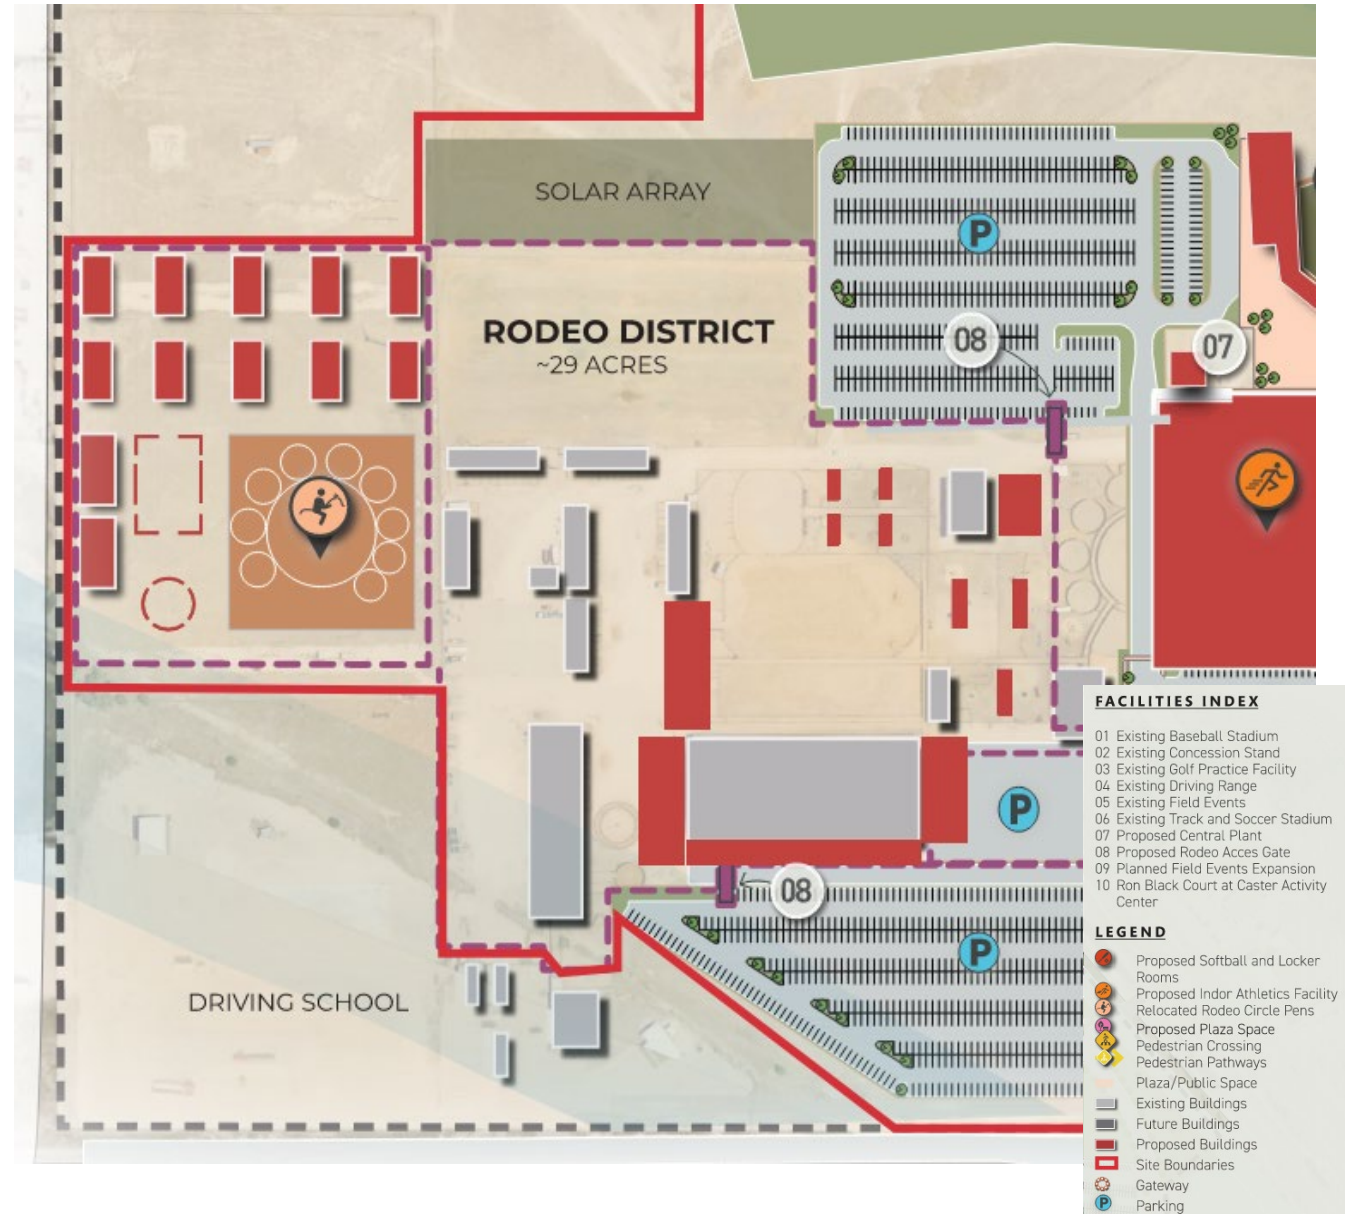 SOLAR ARRAY
P
RODEO DISTRICT
~29 ACRES
08
07
P
08
P
DRIVING SCHOOL
FACILITIES INDEX
01 Existing Baseball Stadium
02 Existing Concession Stand
03 Existing Golf Practice Facility
04 Existing Driving Range
05 Existing Field Events
06 Existing Track and Soccer Stadium
07 Proposed Central Plant
08 Proposed Rodeo Acces Gate
09 Planned Field Events Expansion
10 Ron Black Court at Caster Activity
Center
LEGEND
Proposed Softball and Locker
Rooms
Proposed Indor Athletics Facility
Relocated Rodeo Circle Pens
Proposed Plaza Space
Pedestrian Crossing
Pedestrian Pathways
Plaza/Public Space
Existing Buildings
Future Buildings
Proposed Buildings
Site Boundaries
Gateway
P Parking